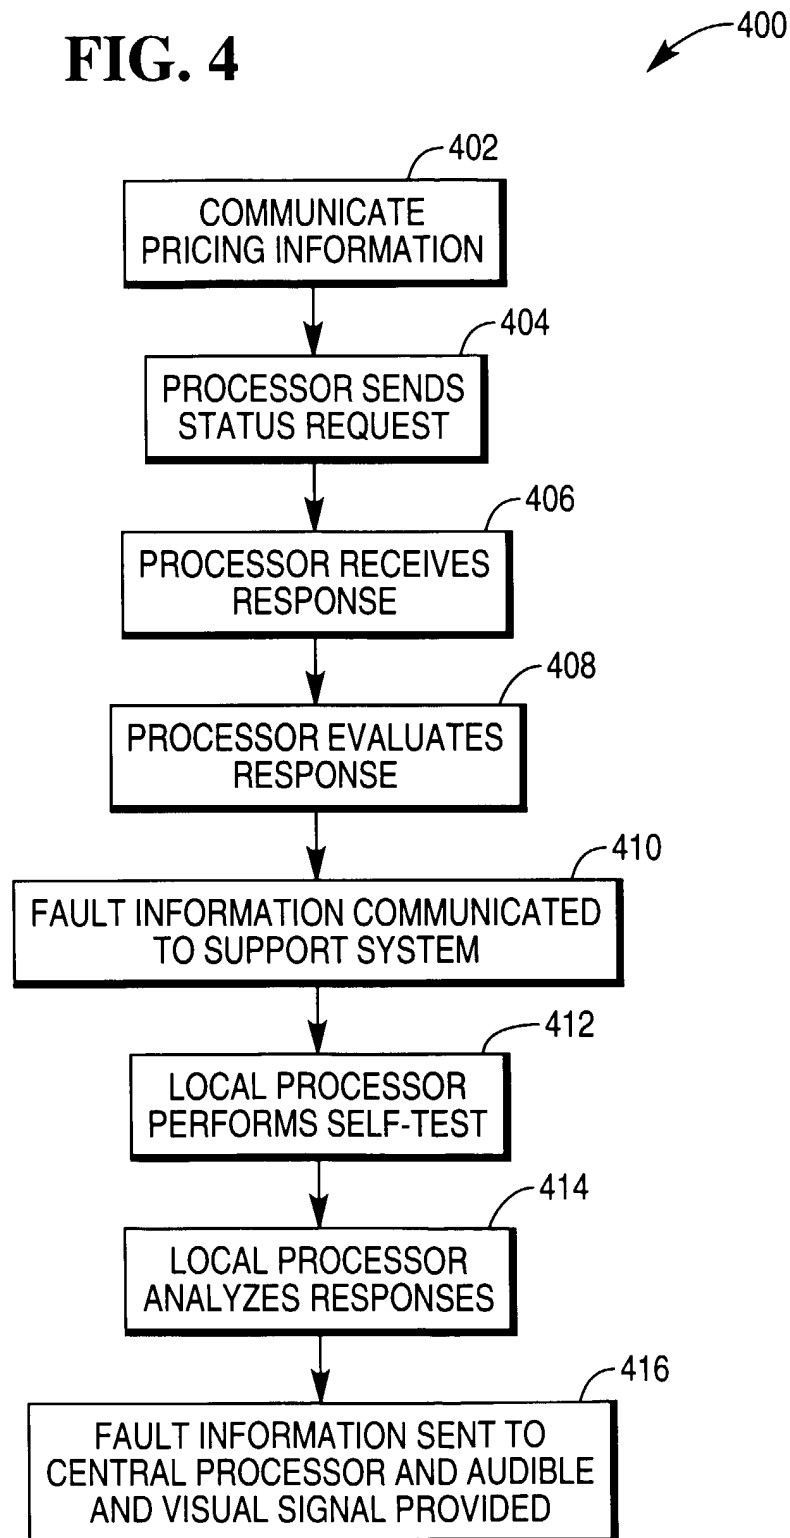 FIG. 4
400
402
COMMUNICATE
PRICING INFORMATION
404
PROCESSOR SENDS
STATUS REQUEST
406
PROCESSOR RECEIVES
RESPONSE
408
PROCESSOR EVALUATES
RESPONSE
410
FAULT INFORMATION COMMUNICATED
TO SUPPORT SYSTEM
412
LOCAL PROCESSOR
PERFORMS SELF-TEST
414
LOCAL PROCESSOR
ANALYZES RESPONSES
416
FAULT INFORMATION SENT TO
CENTRAL PROCESSOR AND AUDIBLE
AND VISUAL SIGNAL PROVIDED